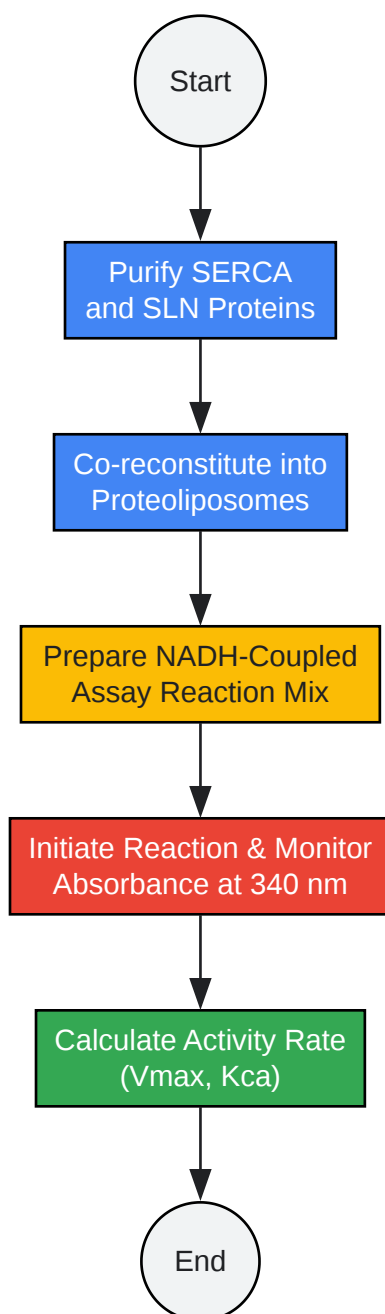 Start
Purify SERCA
and SLN Proteins
Co-reconstitute into
Proteoliposomes
Prepare NADH-Coupled
Assay Reaction Mix
Initiate Reaction & Monitor
Absorbance at 340 nm
Calculate Activity Rate
(Vmax, Kca)
End